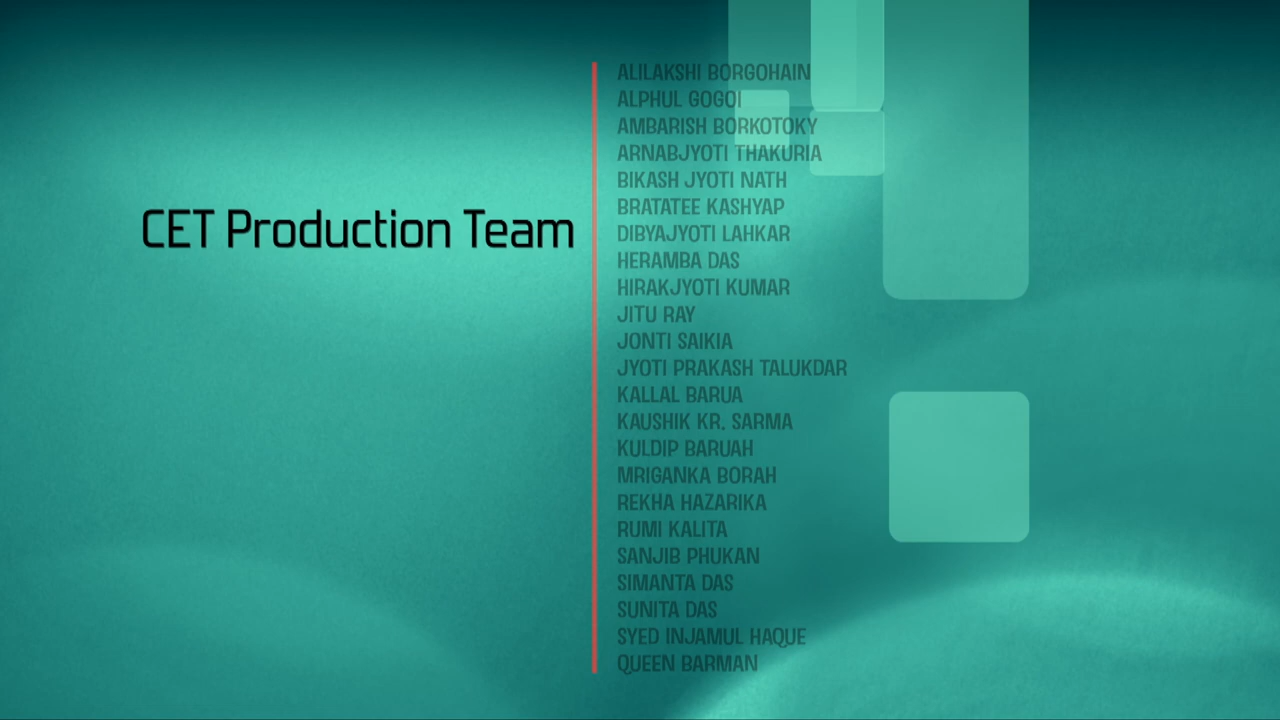 CET Production Team
ALILAKSHI BORGOHAIN
ALPHUL GOGOI
AMBARISH BORKOTOKY
ARNABJYOTI THAKURIA
BIKASH JYOTI NATH
BRATATEE KASHYAP
DIBYAJYOTI LAHKAR
HERAMBA DAS
HIRAKJYOTI KUMAR
JITU RAY
JONTI SAIKIA
JYOTI PRAKASH TALUKDAR
KALLAL BARUA
KAUSHIK KR. SARMA
KULDIP BARUAH
MRIGANKA BORAH
REKHA HAZARIKA
RUMI KALITA
SANJIB PHUKAN
SIMANTA DAS
SUNITA DAS
SYED INJAMUL HAQUE
QUEEN BARMAN